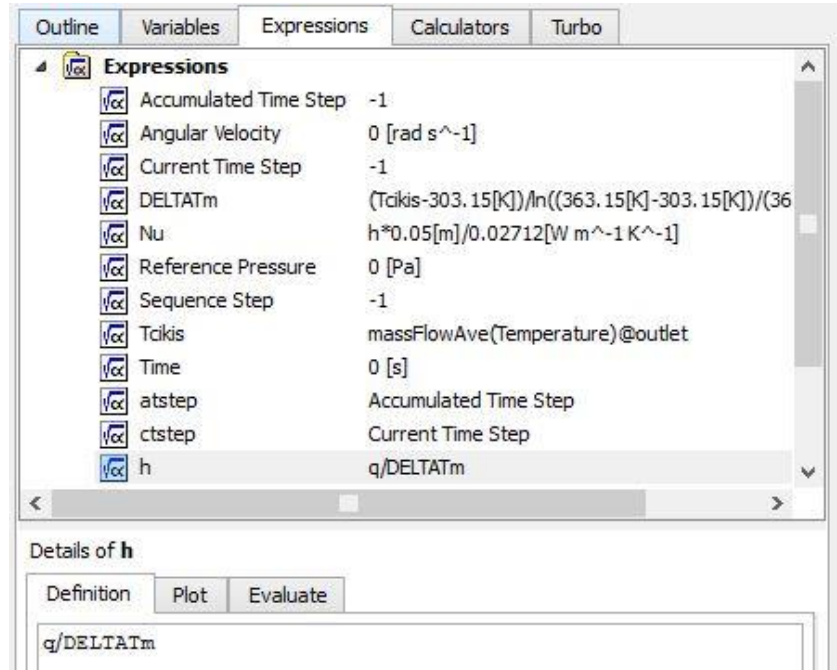 Outline Variables Expressions Calculators Turbo
Expressions
Accumulated Time Step -1
Angular Velocity 0 [rad s^-1]
Current Time Step -1
DELTATm (Tcikis-303.15[K])/ln((363.15[K]-303.15[K])/(36
Nu h*0.05[m]/0.02712[W m^-1 K^-1]
Reference Pressure 0 [Pa]
Sequence Step -1
Tcikis massFlowAve(Temperature)@outlet
Time 0 [s]
atstep Accumulated Time Step
ctstep Current Time Step
h q/DELTATm
Details of h
Definition Plot Evaluate
q/DELTATm